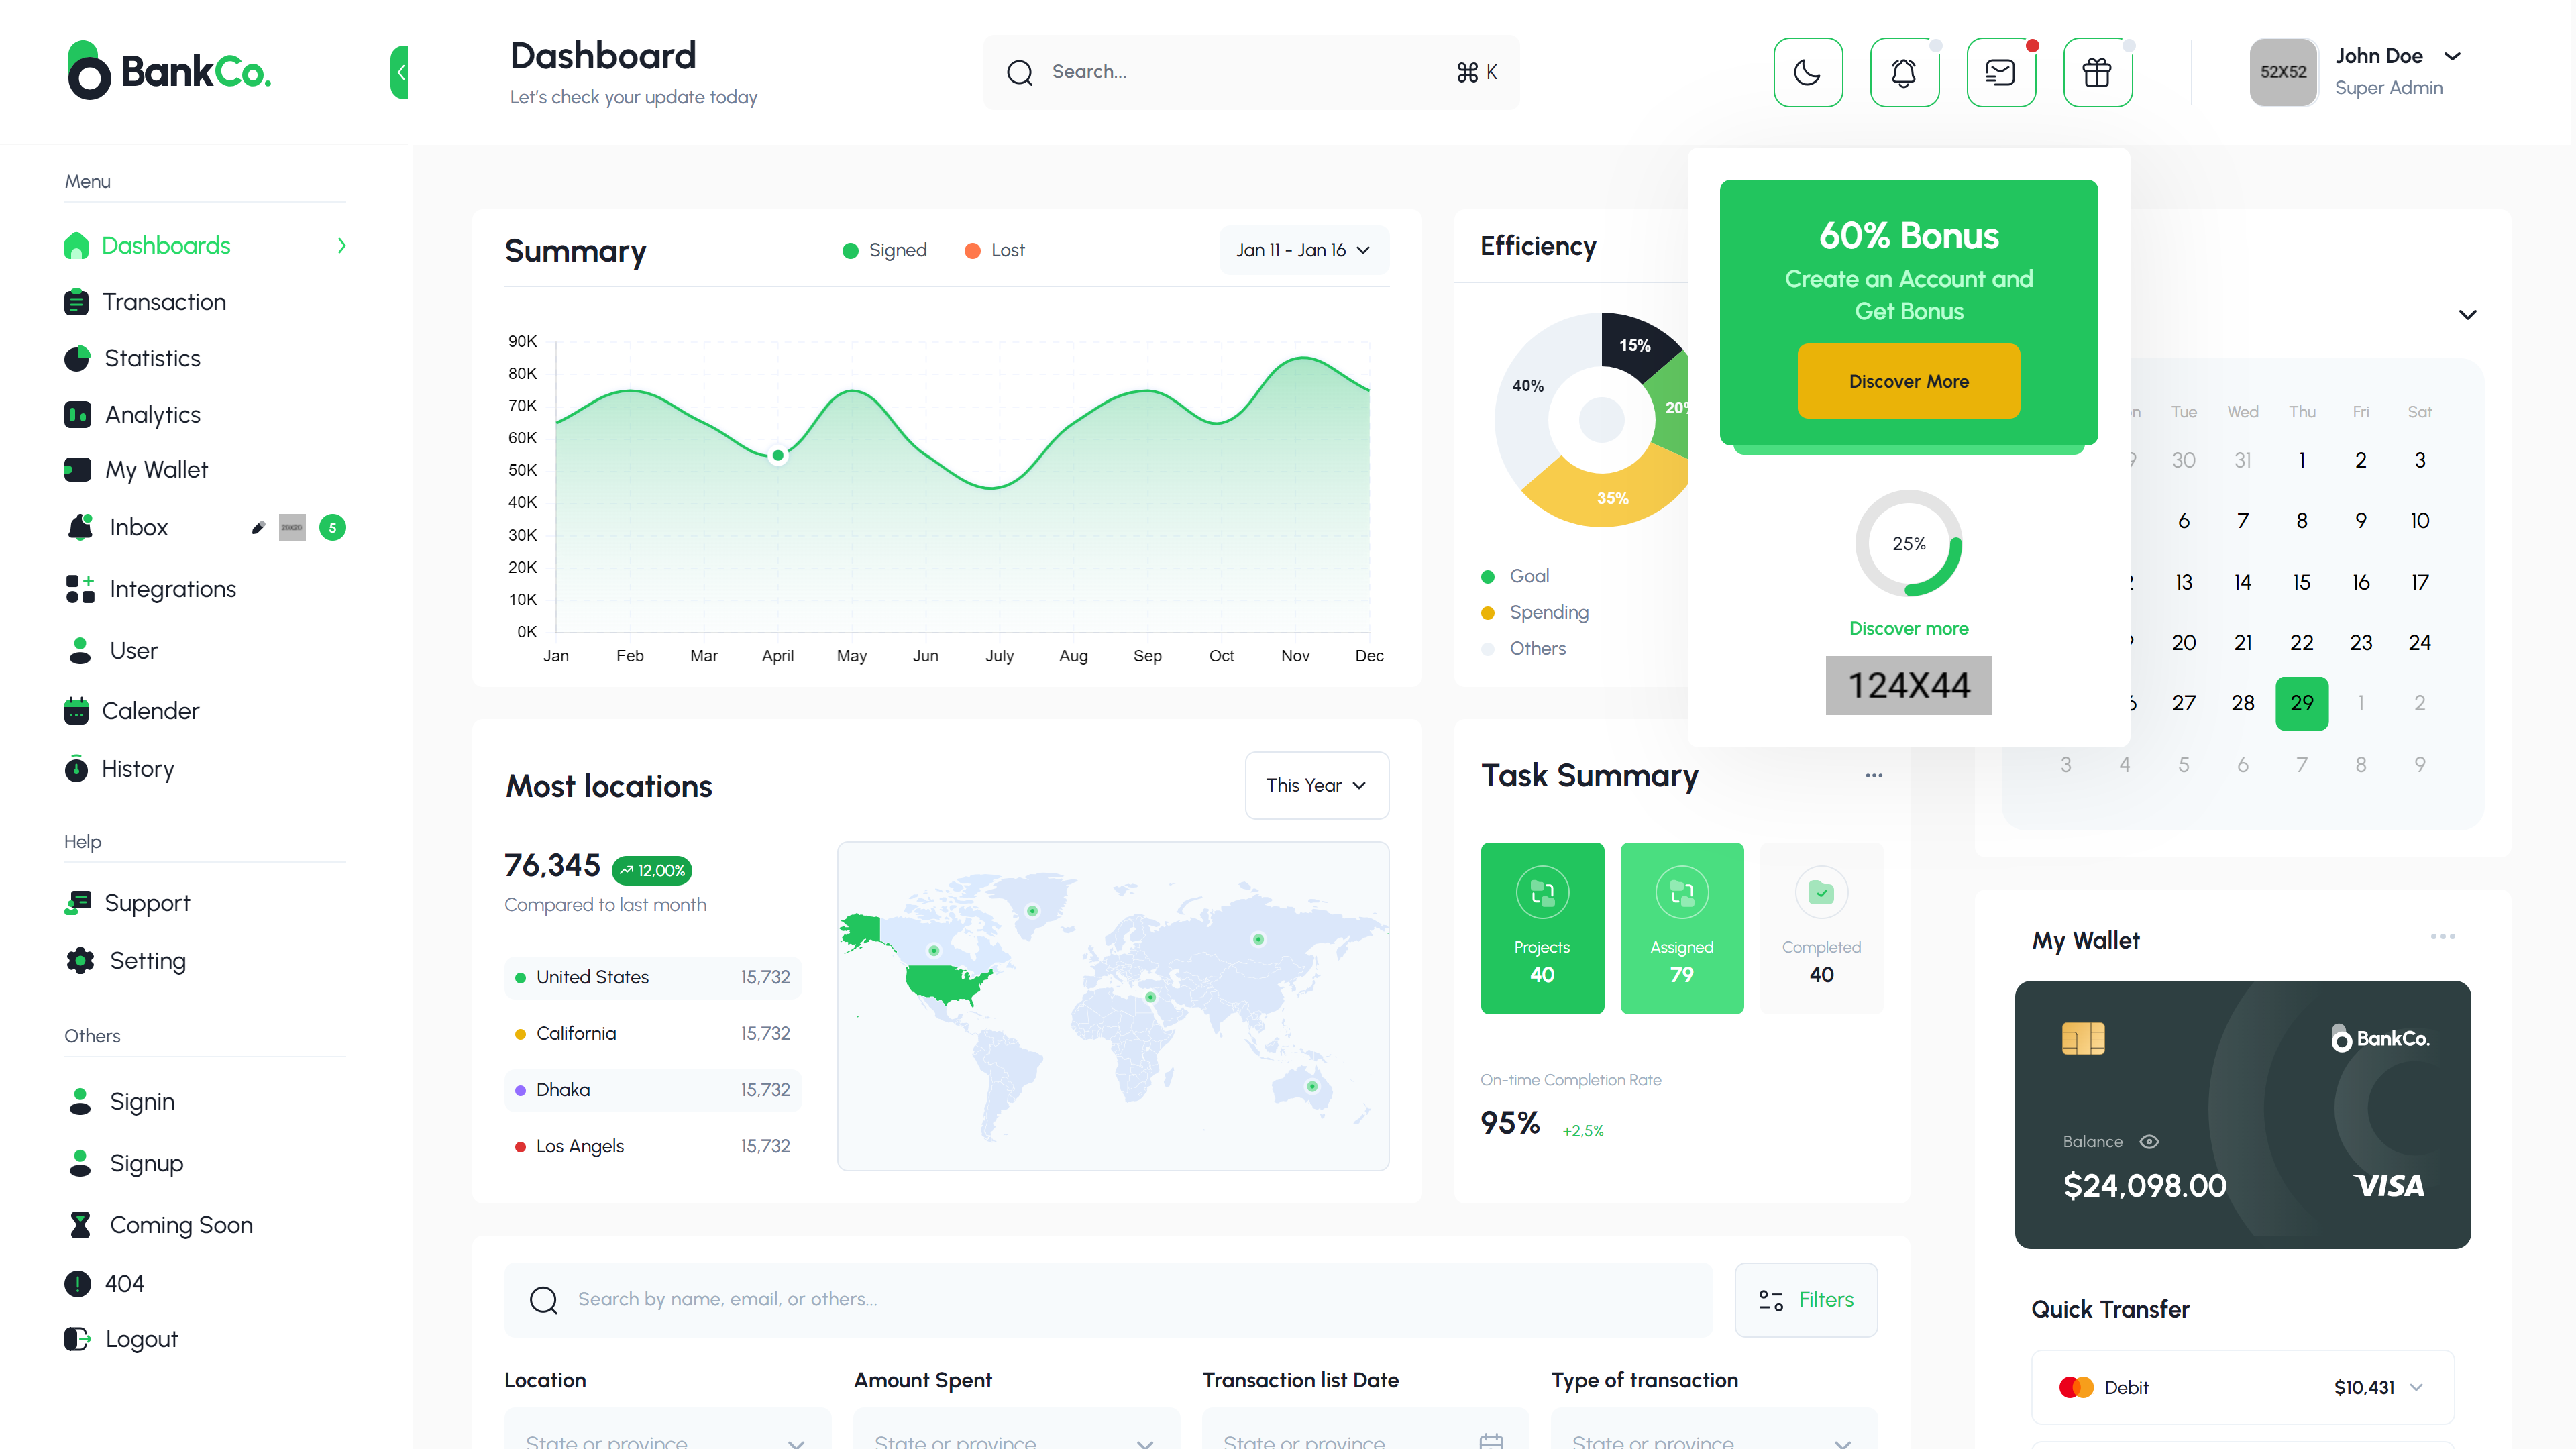 BankCo.
Dashboard
Let's check your update today
Search...
⌘ K
52X52
John Doe
Super Admin
Menu
Dashboards
Transaction
Statistics
Analytics
My Wallet
Inbox
20X20
5
Integrations
User
Calender
History
Help
Support
Setting
Others
Signin
Signup
Coming Soon
404
Logout
Summary
Signed
Lost
Jan 11 - Jan 16
90K
80K
70K
60K
50K
40K
30K
20K
10K
0K
Jan Feb Mar April May Jun July Aug Sep Oct Nov Dec
Efficiency
15%
40%
35%
Goal
Spending
Others
60% Bonus
Create an Account and
Get Bonus
Discover More
25%
Discover more
124X44
Tue Wed Thu Fri Sat
30 31 1 2 3
6 7 8 9 10
13 14 15 16 17
20 21 22 23 24
27 28 29 1 2
3 4 5 6 7 8 9
Most locations
This Year
76,345
12,00%
Compared to last month
United States 15,732
California 15,732
Dhaka 15,732
Los Angels 15,732
Task Summary
...
Projects
40
Assigned
79
Completed
40
On-time Completion Rate
95%
+2,5%
My Wallet
...
BankCo.
Balance
$24,098.00
VISA
Quick Transfer
Debit
$10,431
Search by name, email, or others...
Filters
Location
Amount Spent
Transaction list Date
Type of transaction
State or province
State or province
State or province
State or province